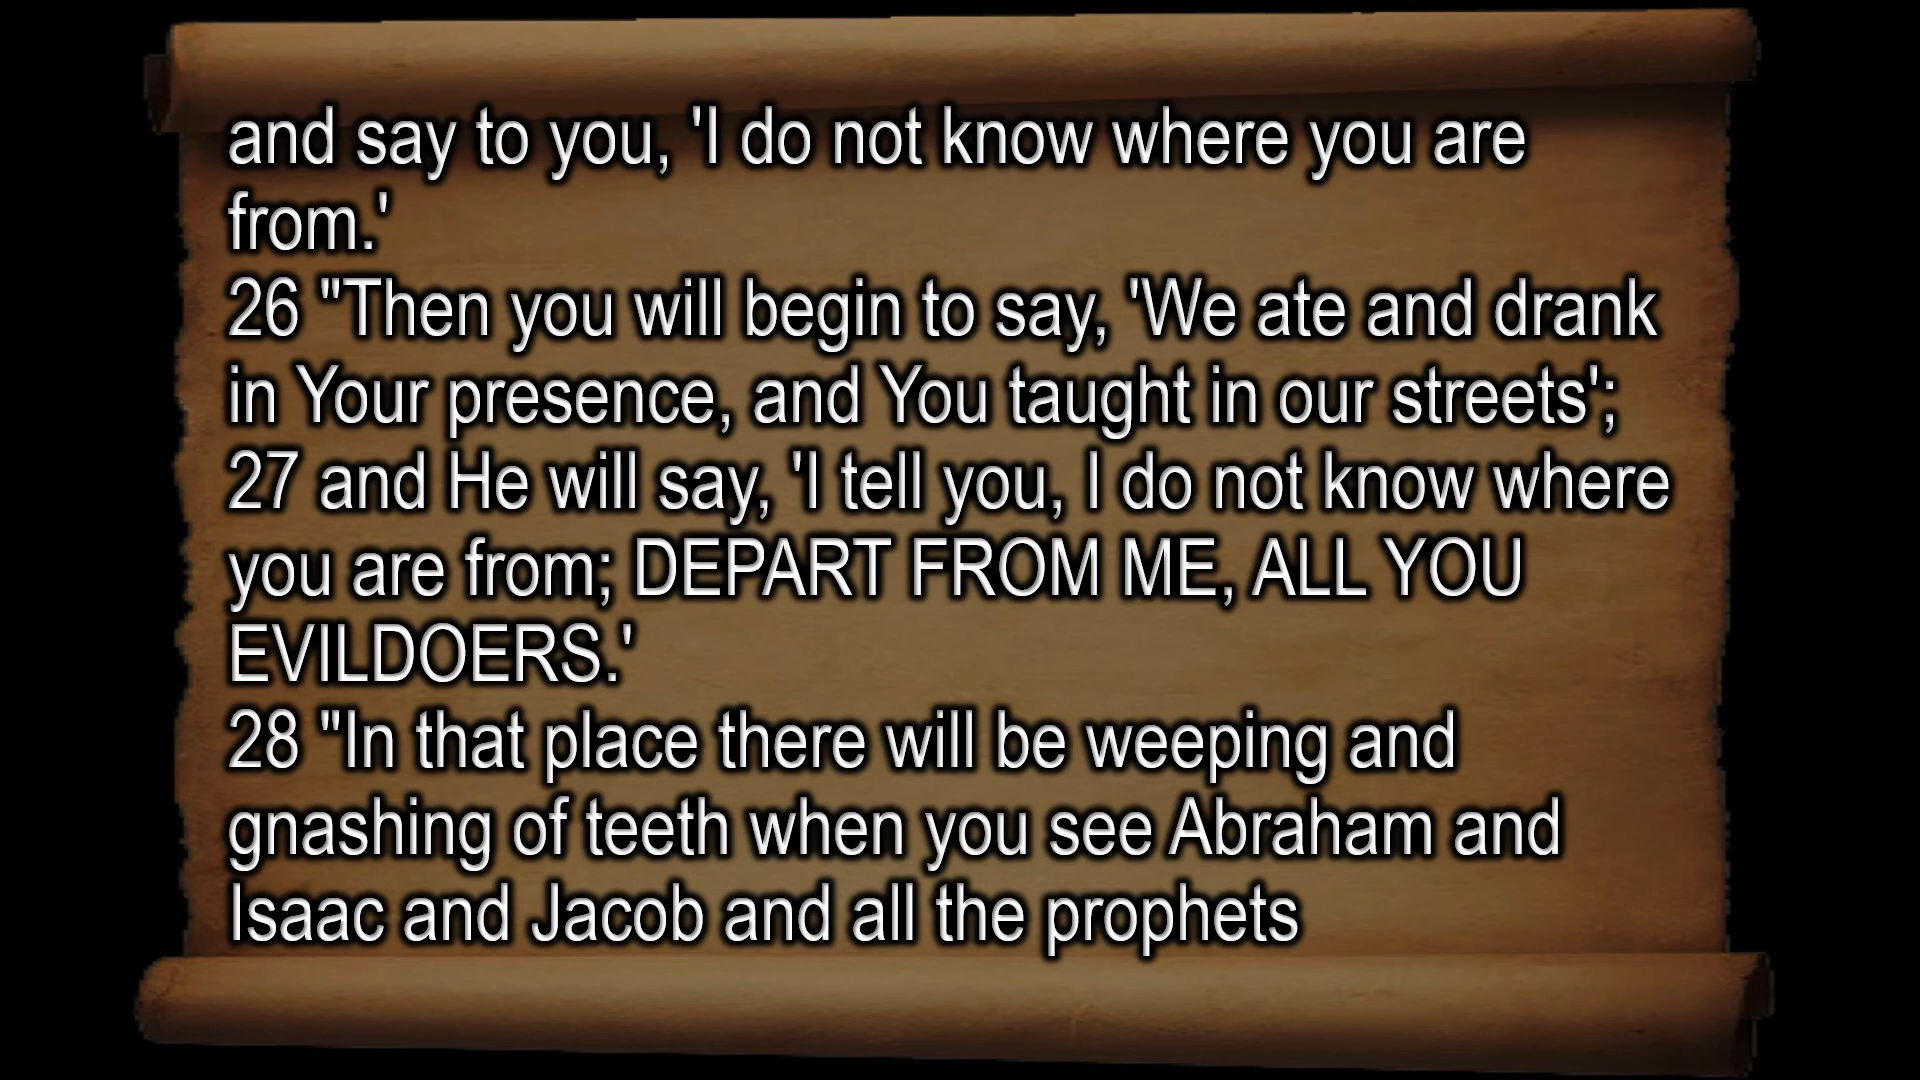 and say to you, 'I do not know where you are
from.'
26 "Then you will begin to say, 'We ate and drank
in Your presence, and You taught in our streets';
27 and He will say, 'I tell you, I do not know where
you are from; DEPART FROM ME, ALL YOU
EVILDOERS.'
28 "In that place there will be weeping and
gnashing of teeth when you see Abraham and
Isaac and Jacob and all the prophets